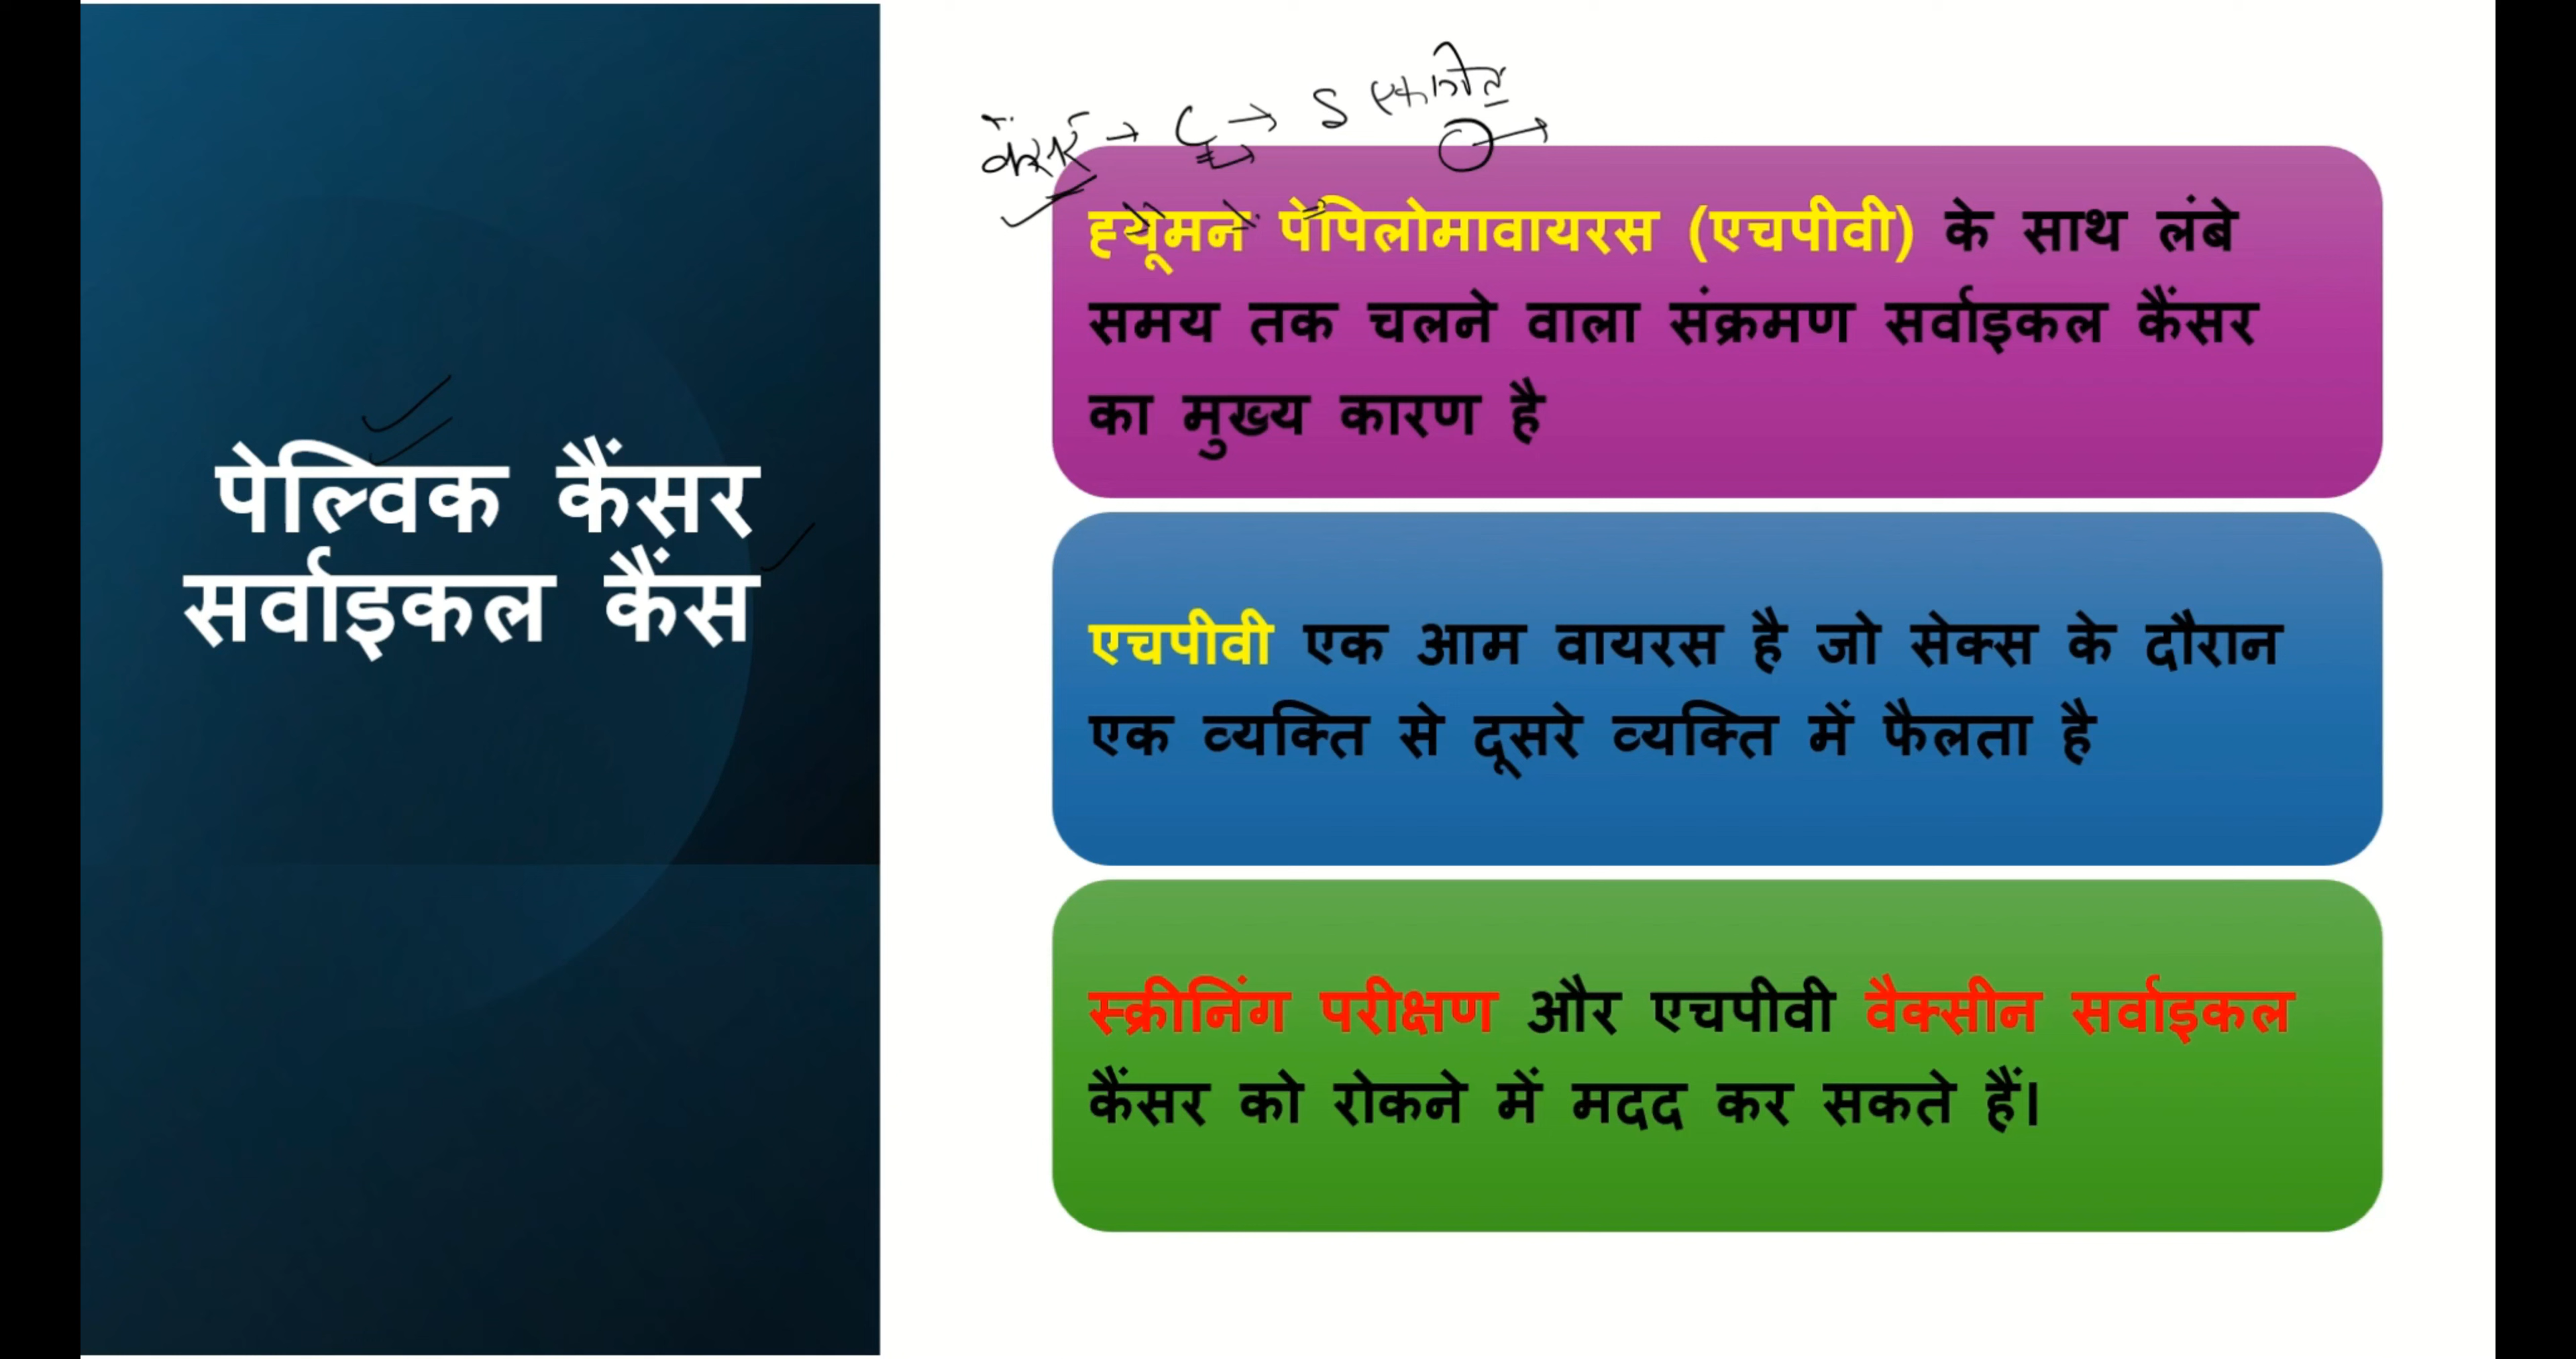 पेल्विक कैंसर
सर्वाइकल कैंस
कैंसर → C → S
ह्यूमन पेपिलोमावायरस (एचपीवी) के साथ लंबे
समय तक चलने वाला संक्रमण सर्वाइकल कैंसर
का मुख्य कारण है
एचपीवी एक आम वायरस है जो सेक्स के दौरान
एक व्यक्ति से दूसरे व्यक्ति में फैलता है
स्क्रीनिंग परीक्षण और एचपीवी वैक्सीन सर्वाइकल
कैंसर को रोकने में मदद कर सकते हैं।